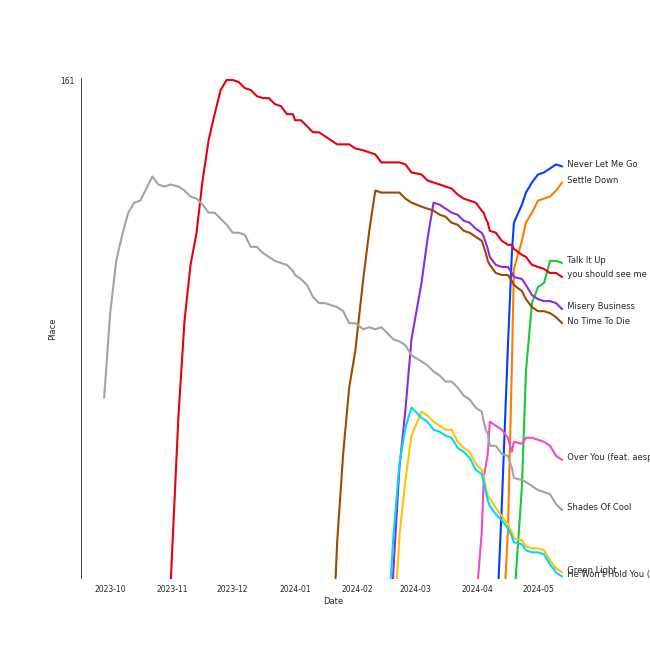 161
Never Let Me Go
Settle Down
Talk It Up
you should see me
Misery Business
No Time To Die
Place
Over You (feat. aesp
Shades Of Cool
Green Light
He Won't Hold You (
2023-10 2023-11 2023-12 2024-01 2024-02 2024-03 2024-04 2024-05
Date